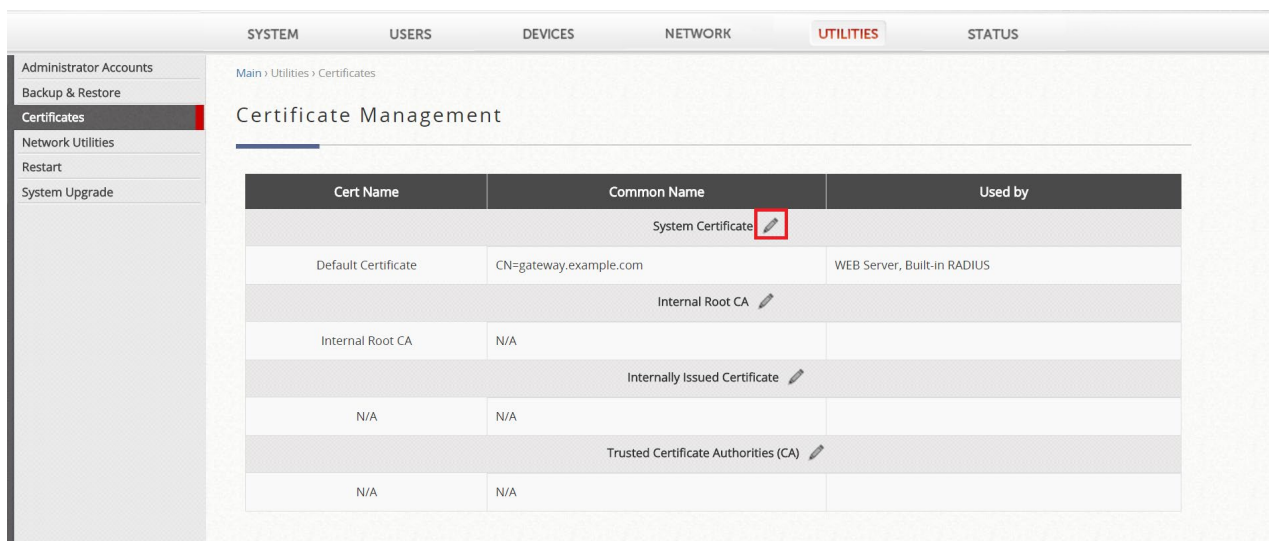 SYSTEM USERS DEVICES NETWORK UTILITIES STATUS
Administrator Accounts
Backup & Restore
Certificates
Network Utilities
Restart
System Upgrade
Main › Utilities › Certificates
Certificate Management
Cert Name Common Name Used by
System Certificate
Default Certificate CN=gateway.example.com WEB Server, Built-in RADIUS
Internal Root CA
Internal Root CA N/A
Internally Issued Certificate
N/A N/A
Trusted Certificate Authorities (CA)
N/A N/A